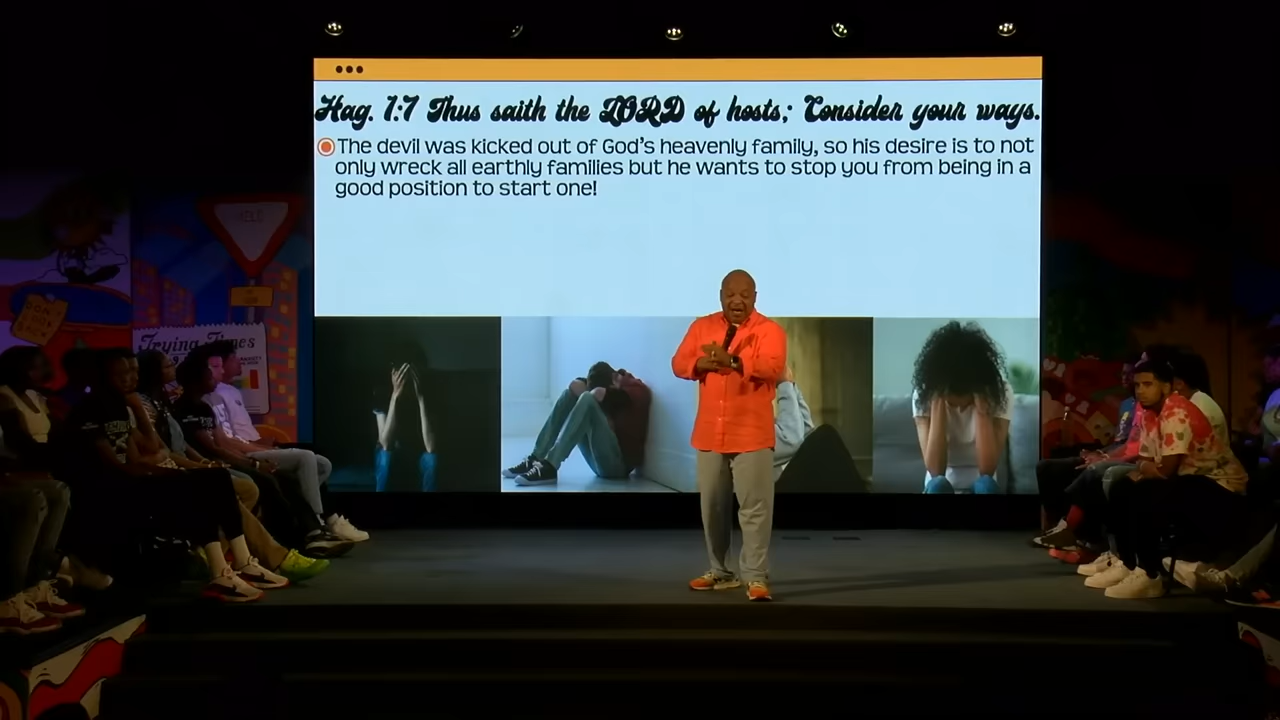 Hag. 1:7 Thus saith the LORD of hosts; Consider your ways.
The devil was kicked out of God's heavenly family, so his desire is to not
only wreck all earthly families but he wants to stop you from being in a
good position to start one!
Trying Times